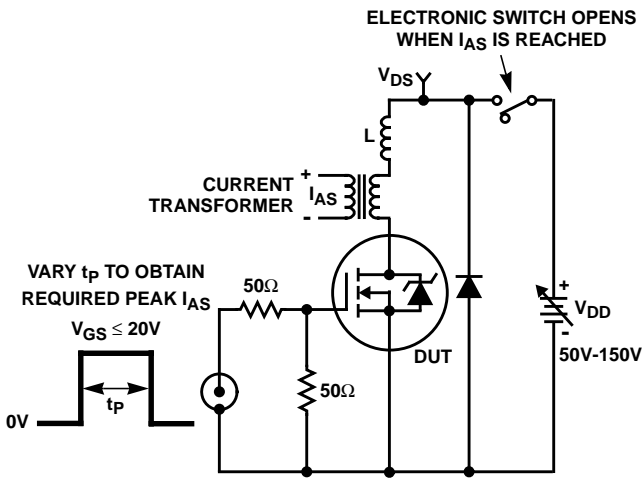 ELECTRONIC SWITCH OPENS
WHEN IAS IS REACHED
VDS
L
+
CURRENT
TRANSFORMER
IAS
-
VARY tP TO OBTAIN
REQUIRED PEAK IAS
50Ω
VGS ≤ 20V
+
VDD
-
DUT
50V-150V
50Ω
tP
0V